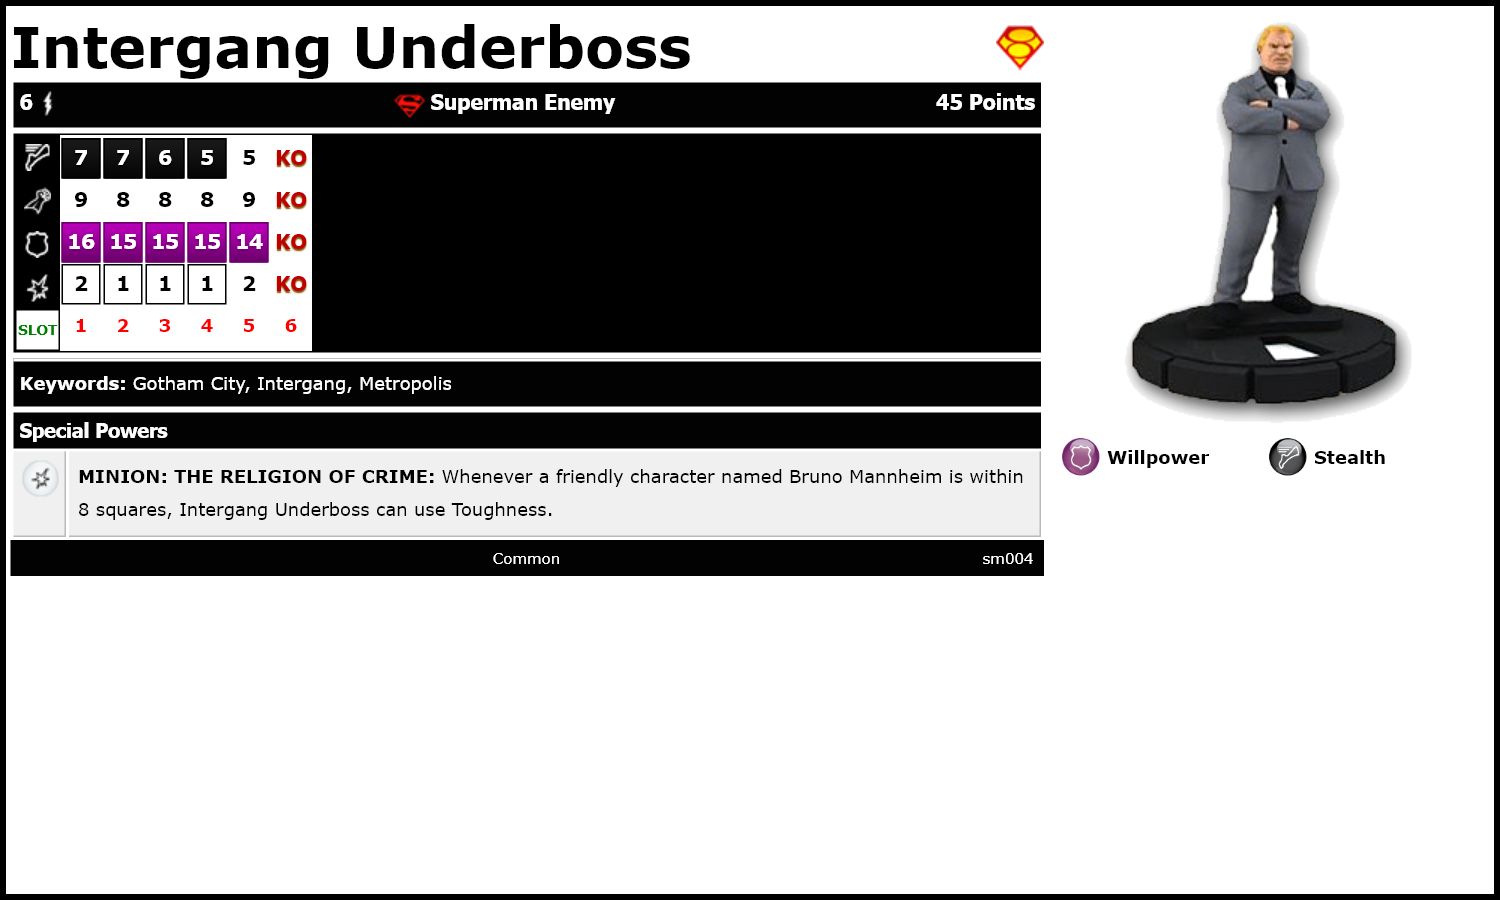 Intergang Underboss
6 Superman Enemy 45 Points
7 7 6 5 5 KO
9 8 8 8 9 KO
16 15 15 15 14 KO
2 1 1 1 2 KO
SLOT 1 2 3 4 5 6
Keywords: Gotham City, Intergang, Metropolis
Special Powers
MINION: THE RELIGION OF CRIME: Whenever a friendly character named Bruno Mannheim is within
8 squares, Intergang Underboss can use Toughness.
Common sm004
Willpower Stealth